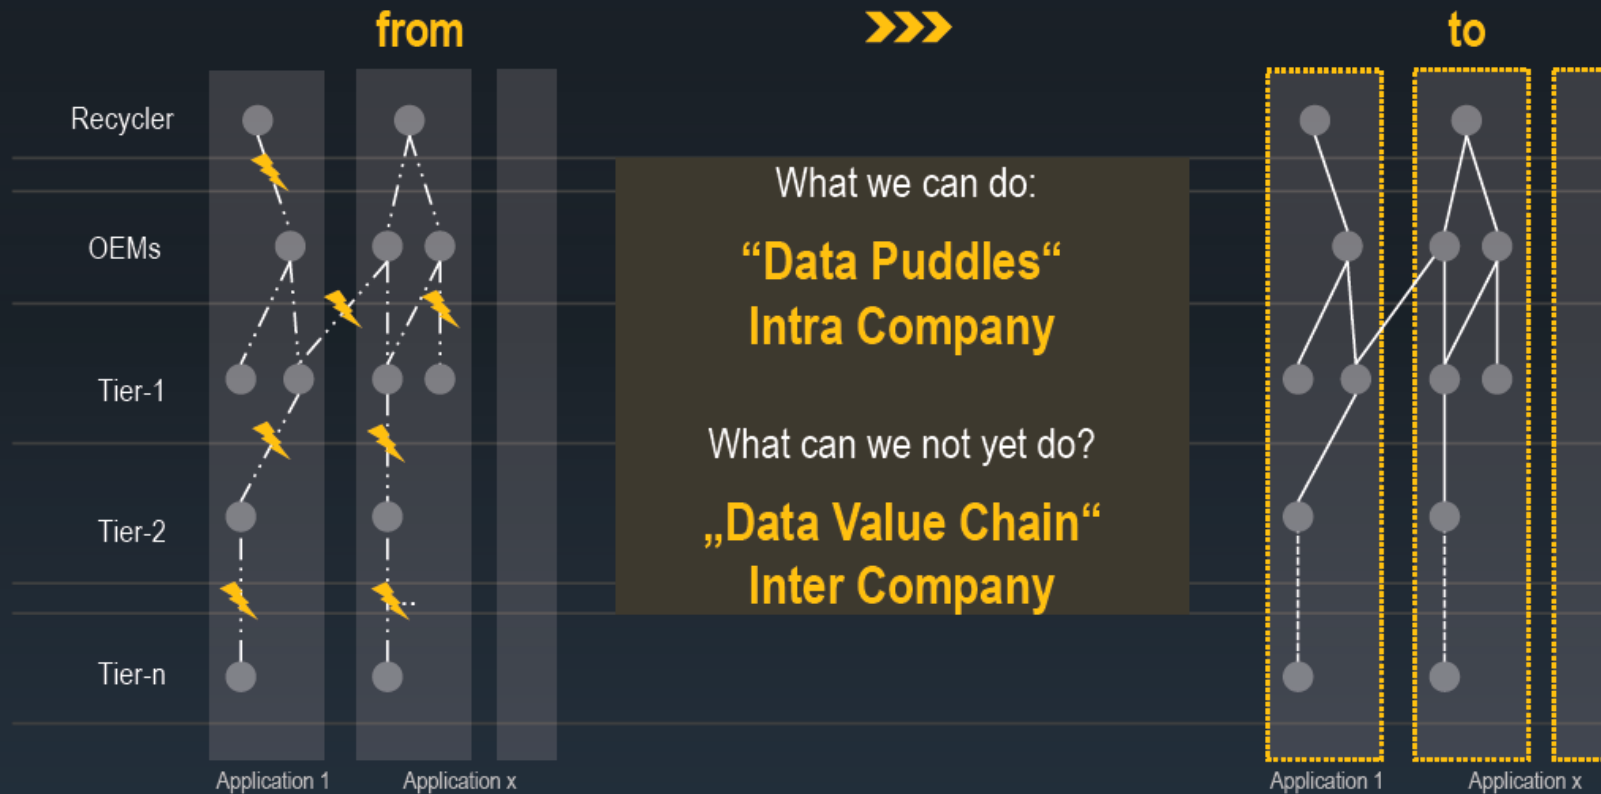 from
to
Recycler
OEMs
Tier-1
Tier-2
Tier-n
What we can do:
“Data Puddles“
Intra Company
What can we not yet do?
„Data Value Chain“
Inter Company
Application 1
Application x
Application 1
Application x